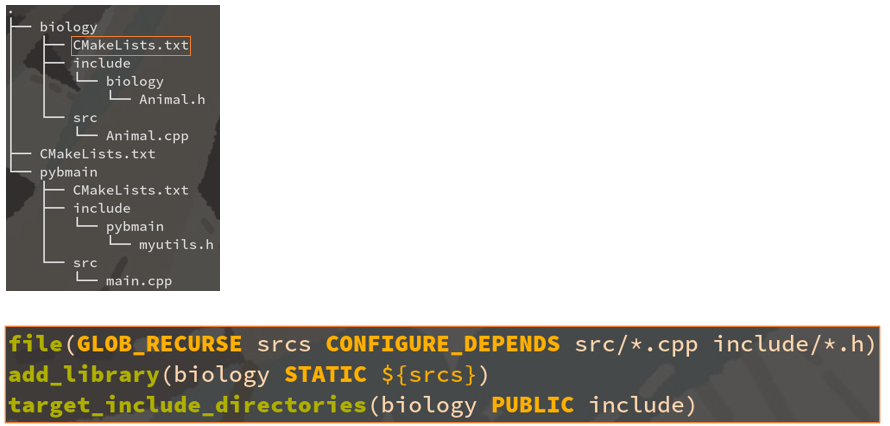 .
├── biology
│   ├── CMakeLists.txt
│   ├── include
│   │   └── biology
│   │       └── Animal.h
│   └── src
│       └── Animal.cpp
├── CMakeLists.txt
└── pybmain
    ├── CMakeLists.txt
    ├── include
    │   └── pybmain
    │       └── myutils.h
    └── src
        └── main.cpp
file(GLOB_RECURSE srcs CONFIGURE_DEPENDS src/*.cpp include/*.h)
add_library(biology STATIC ${srcs})
target_include_directories(biology PUBLIC include)